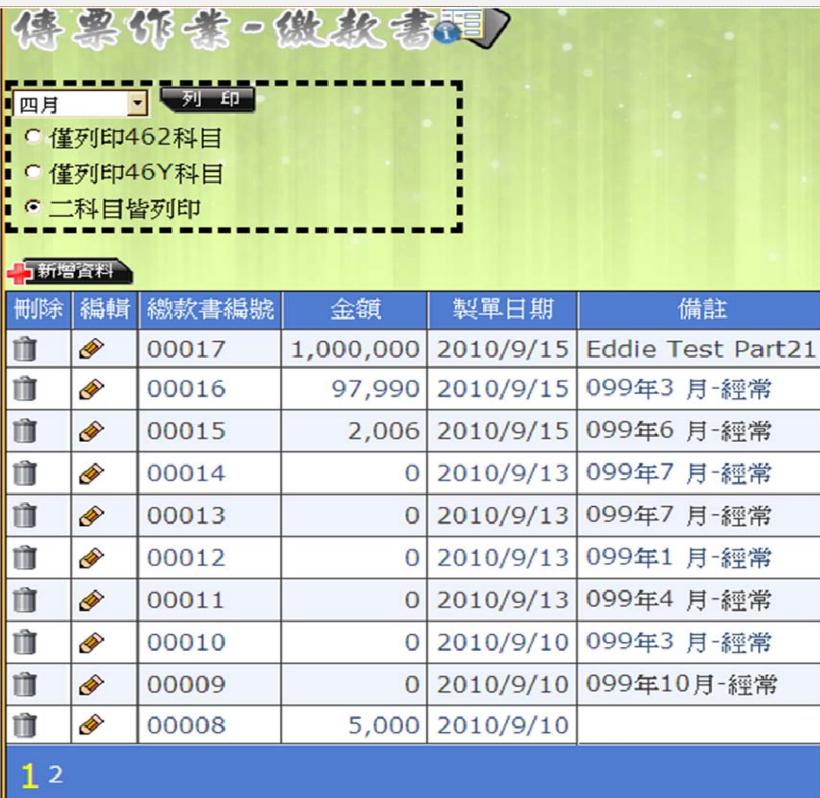 傳票作業-繳款書
四月 列 印
僅列印462科目
僅列印46Y科目
二科目皆列印
新增資料
刪除 編輯 繳款書編號 金額 製單日期 備註
00017 1,000,000 2010/9/15 Eddie Test Part21
00016 97,990 2010/9/15 099年3 月-經常
00015 2,006 2010/9/15 099年6 月-經常
00014 0 2010/9/13 099年7 月-經常
00013 0 2010/9/13 099年7 月-經常
00012 0 2010/9/13 099年1 月-經常
00011 0 2010/9/13 099年4 月-經常
00010 0 2010/9/10 099年3 月-經常
00009 0 2010/9/10 099年10月-經常
00008 5,000 2010/9/10
1 2